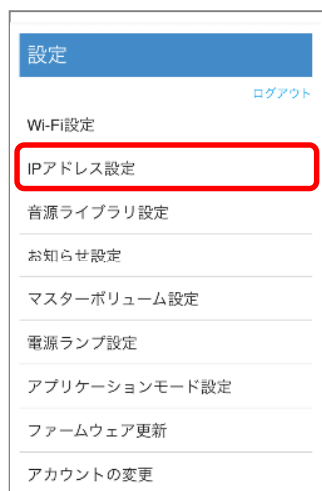 設定
ログアウト
Wi-Fi設定
IPアドレス設定
音源ライブラリ設定
お知らせ設定
マスターボリューム設定
電源ランプ設定
アプリケーションモード設定
ファームウェア更新
アカウントの変更